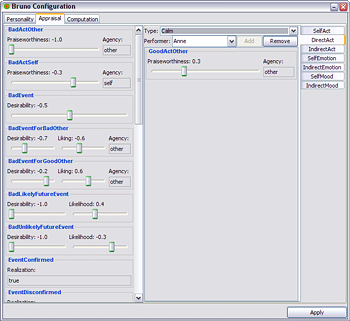 Bruno Configuration
Personality Appraisal Computation
BadActOther
Praiseworthiness: -1.0 Agency:
other
BadActSelf
Praiseworthiness: -0.3 Agency:
self
BadEvent
Desirability: -0.5
BadEventForBadOther
Desirability: -0.7 Liking: -0.6 Agency:
other
BadEventForGoodOther
Desirability: -0.2 Liking: 0.6 Agency:
other
BadLikelyFutureEvent
Desirability: -1.0 Likelihood: 0.4
BadUnlikelyFutureEvent
Desirability: -1.0 Likelihood: -0.3
EventConfirmed
Realization:
true
EventDisconfirmed
Realization:
Type: Calm
Performer: Anne Add Remove
GoodActOther
Praiseworthiness: 0.3 Agency:
other
SelfAct
DirectAct
IndirectAct
SelfEmotion
IndirectEmotion
SelfMood
IndirectMood
Apply